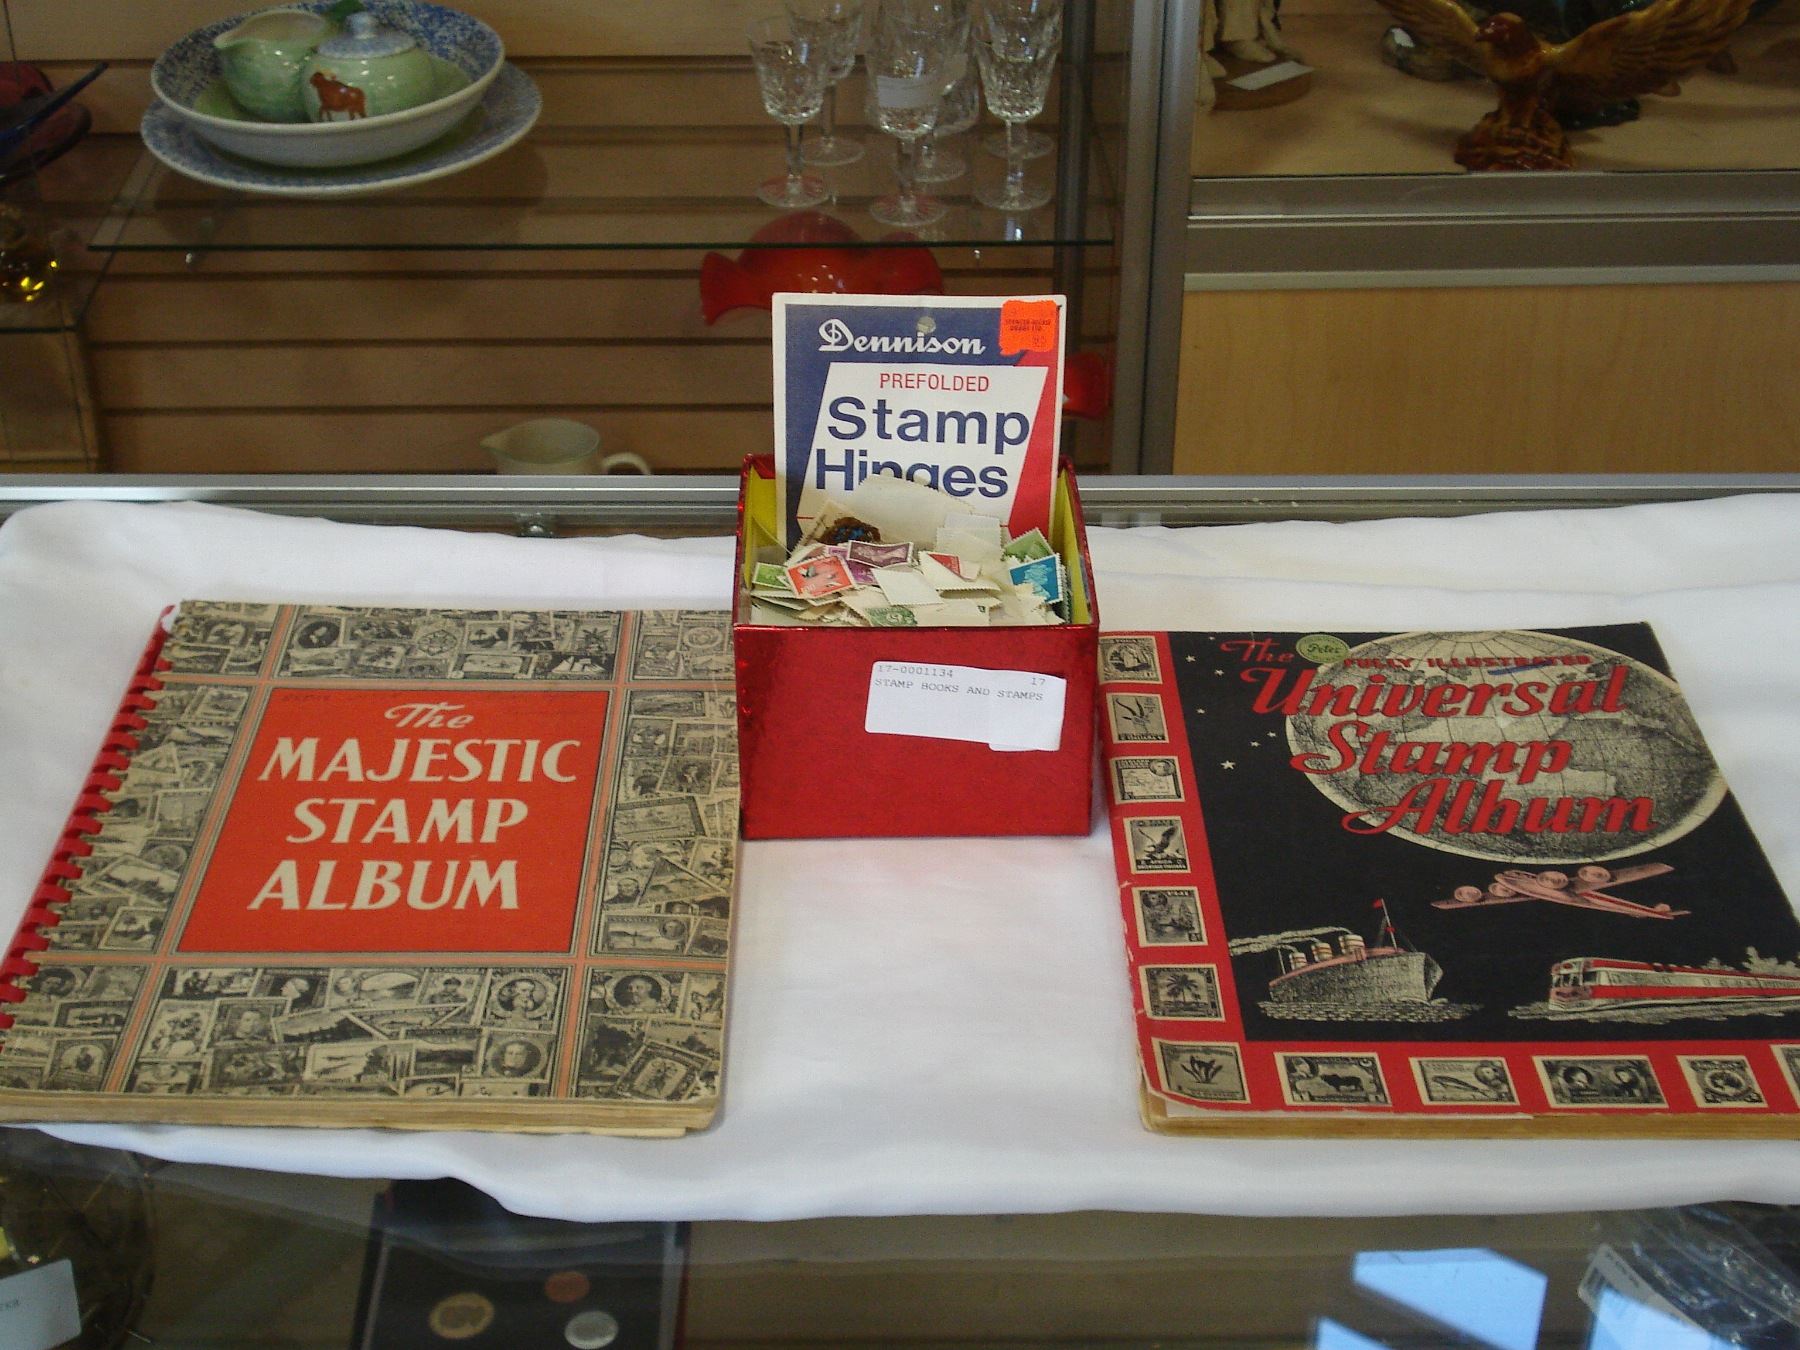 Dennison
PREFOLDED
Stamp
Hinges
17-0001134 17
STAMP BOOKS AND STAMPS
The
MAJESTIC
STAMP
ALBUM
The
Peter
FULLY ILLUSTRATED
Universal
Stamp
Album